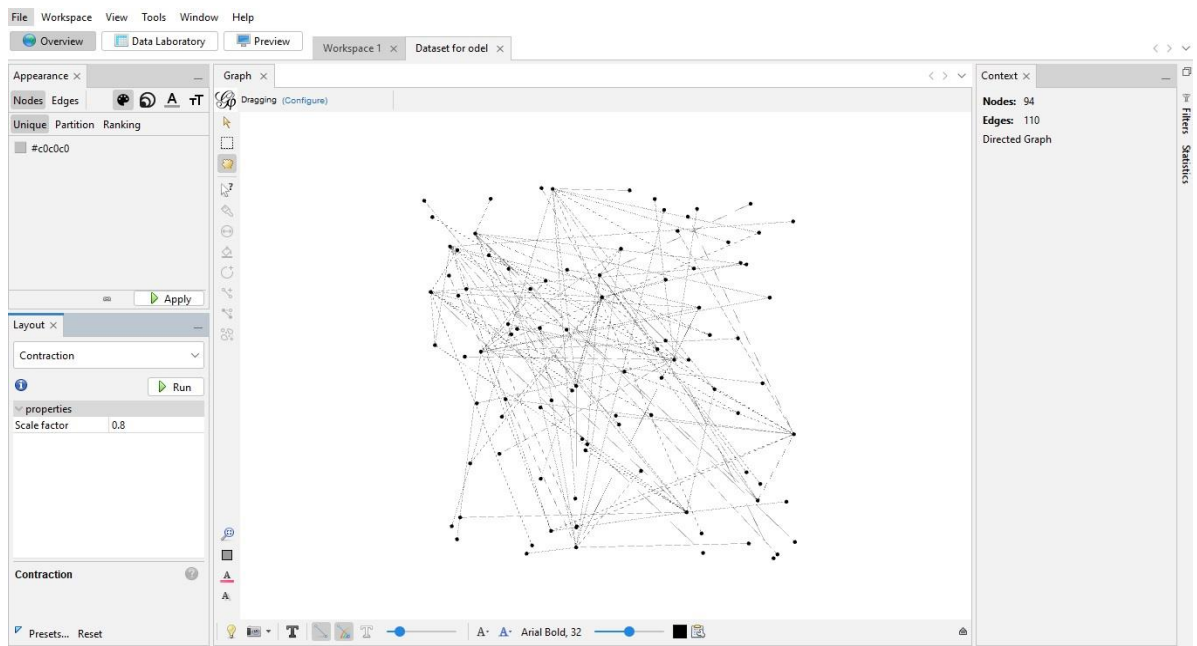 File Workspace View Tools Window Help
Overview Data Laboratory Preview Workspace 1 × Dataset for odel ×
Appearance ×
Nodes Edges A TT
Unique Partition Ranking
#c0c0c0
Apply
Layout ×
Contraction
Run
properties
Scale factor 0.8
Contraction
Presets... Reset
Graph ×
Dragging (Configure)
A
A
T T A- A- Arial Bold, 32
Context ×
Nodes: 94
Edges: 110
Directed Graph
Filters
Statistics